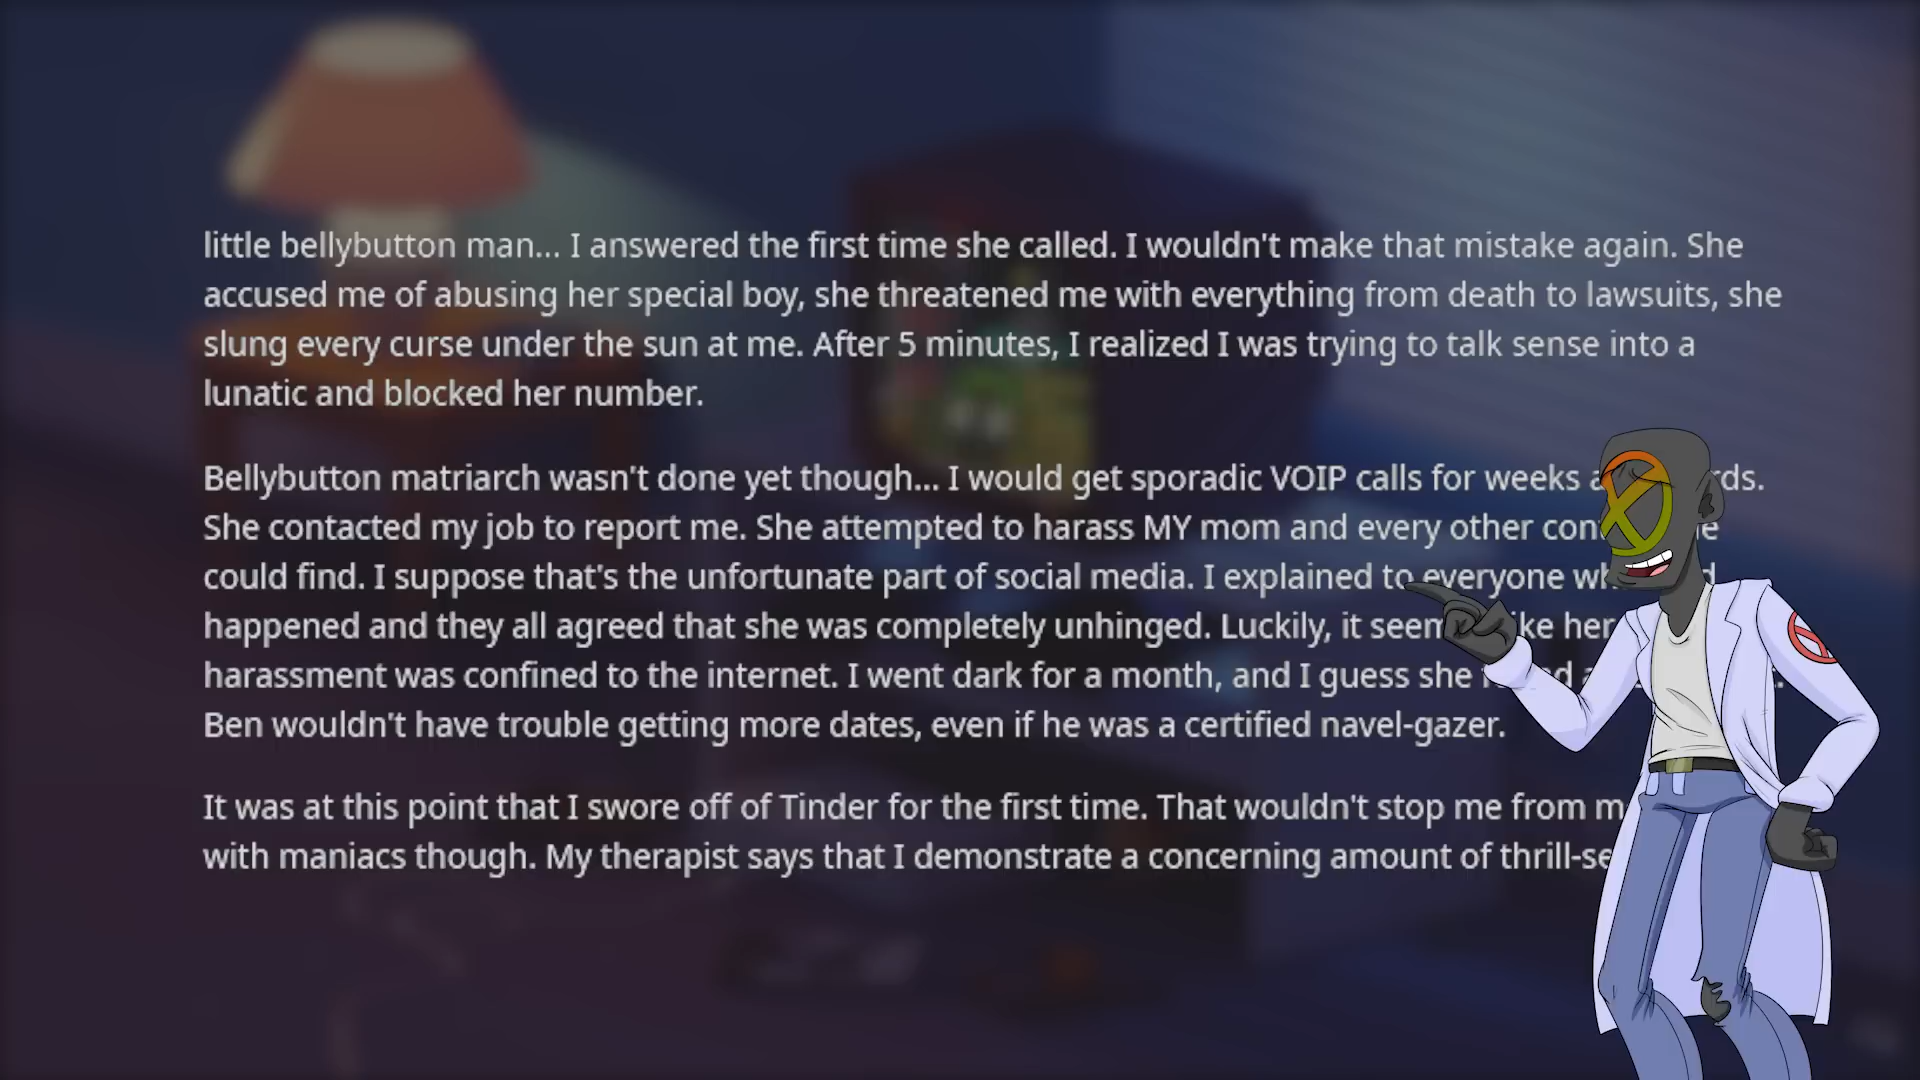 little bellybutton man... I answered the first time she called. I wouldn't make that mistake again. She
accused me of abusing her special boy, she threatened me with everything from death to lawsuits, she
slung every curse under the sun at me. After 5 minutes, I realized I was trying to talk sense into a
lunatic and blocked her number.
Bellybutton matriarch wasn't done yet though... I would get sporadic VOIP calls for weeks
She contacted my job to report me. She attempted to harass MY mom and every other
could find. I suppose that's the unfortunate part of social media. I explained to everyone
happened and they all agreed that she was completely unhinged. Luckily, it her
harassment was confined to the internet. I went dark for a month, and I guess she
Ben wouldn't have trouble getting more dates, even if he was a certified navel-gazer.
It was at this point that I swore off of Tinder for the first time. That wouldn't stop me from
with maniacs though. My therapist says that I demonstrate a concerning amount of